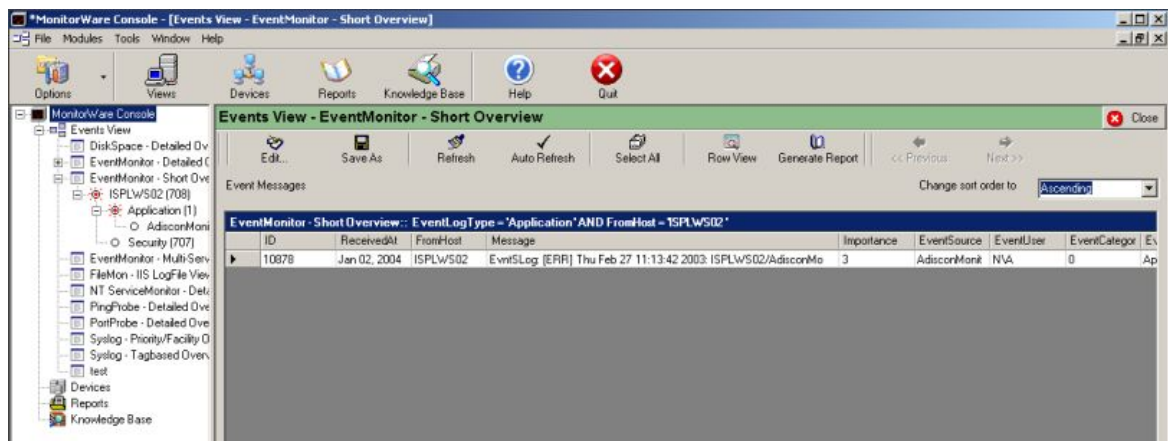 *MonitorWare Console - [Events View - EventMonitor - Short Overview]
File Modules Tools Window Help
Options Views Devices Reports Knowledge Base Help Quit
MonitorWare Console
Events View
DiskSpace - Detailed Ov
EventMonitor - Detailed (
EventMonitor - Short Ove
ISPLWS02 (708)
Application (1)
AdisconMoni
Security (707)
EventMonitor - Multi-Serv
FileMon - IIS LogFile View
NT ServiceMonitor - Deta
PingProbe - Detailed Ove
PortProbe - Detailed Ove
Syslog - Priority/Facility O
Syslog - Tagbased Overv
test
Devices
Reports
Knowledge Base
Events View - EventMonitor - Short Overview Close
Edit... Save As Refresh Auto Refresh Select All Row View Generate Report << Previous Next >>
Event Messages Change sort order to Ascending
EventMonitor - Short Overview:: EventLogType = 'Application' AND FromHost = 'ISPLWS02'
ID ReceivedAt FromHost Message Importance EventSource EventUser EventCategor Ev
10878 Jan 02, 2004 ISPLWS02 EvntSLog: [ERR] Thu Feb 27 11:13:42 2003: ISPLWS02/AdisconMo 3 AdisconMonit N\A 0 Ap